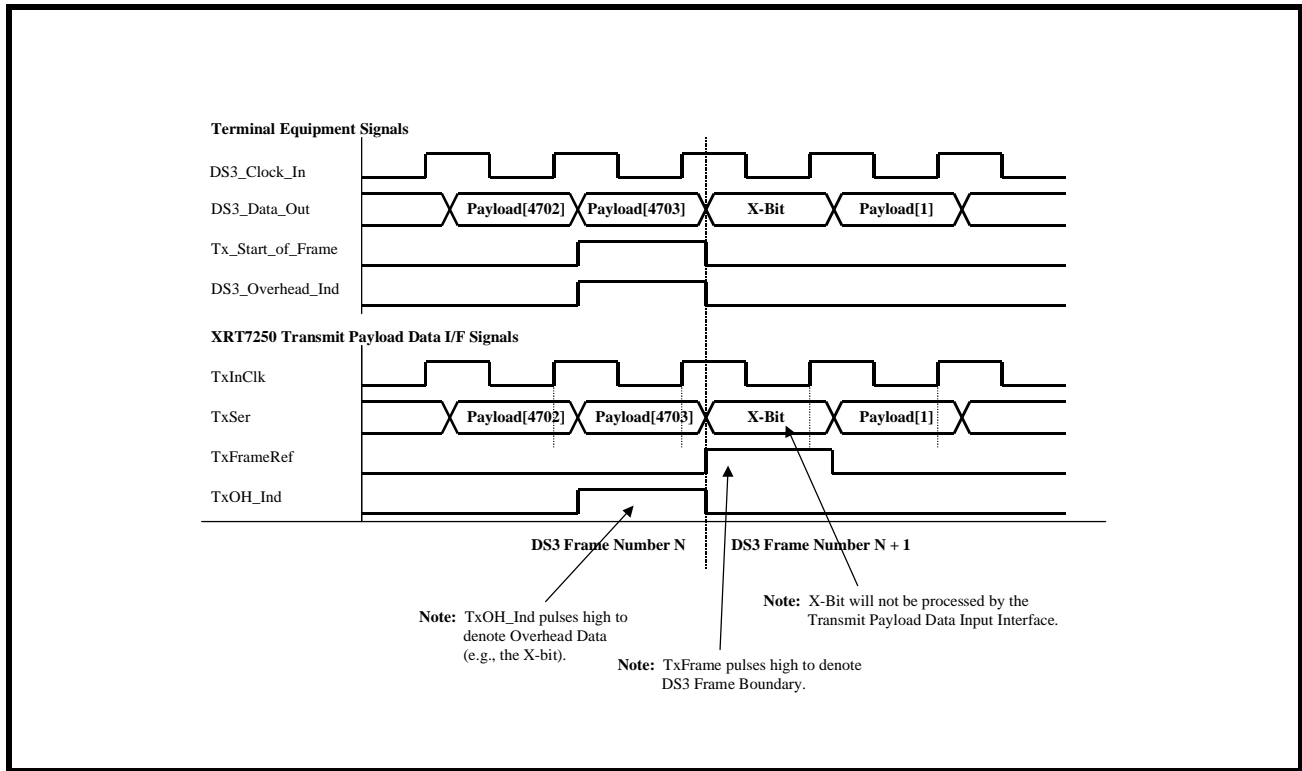 Terminal Equipment Signals
DS3_Clock_In
DS3_Data_Out
Payload[4702] Payload[4703] X-Bit Payload[1]
Tx_Start_of_Frame
DS3_Overhead_Ind
XRT7250 Transmit Payload Data I/F Signals
TxInClk
TxSer
Payload[4702] Payload[4703] X-Bit Payload[1]
TxFrameRef
TxOH_Ind
DS3 Frame Number N DS3 Frame Number N + 1
Note: X-Bit will not be processed by the
Transmit Payload Data Input Interface.
Note: TxOH_Ind pulses high to
denote Overhead Data
(e.g., the X-bit).
Note: TxFrame pulses high to denote
DS3 Frame Boundary.